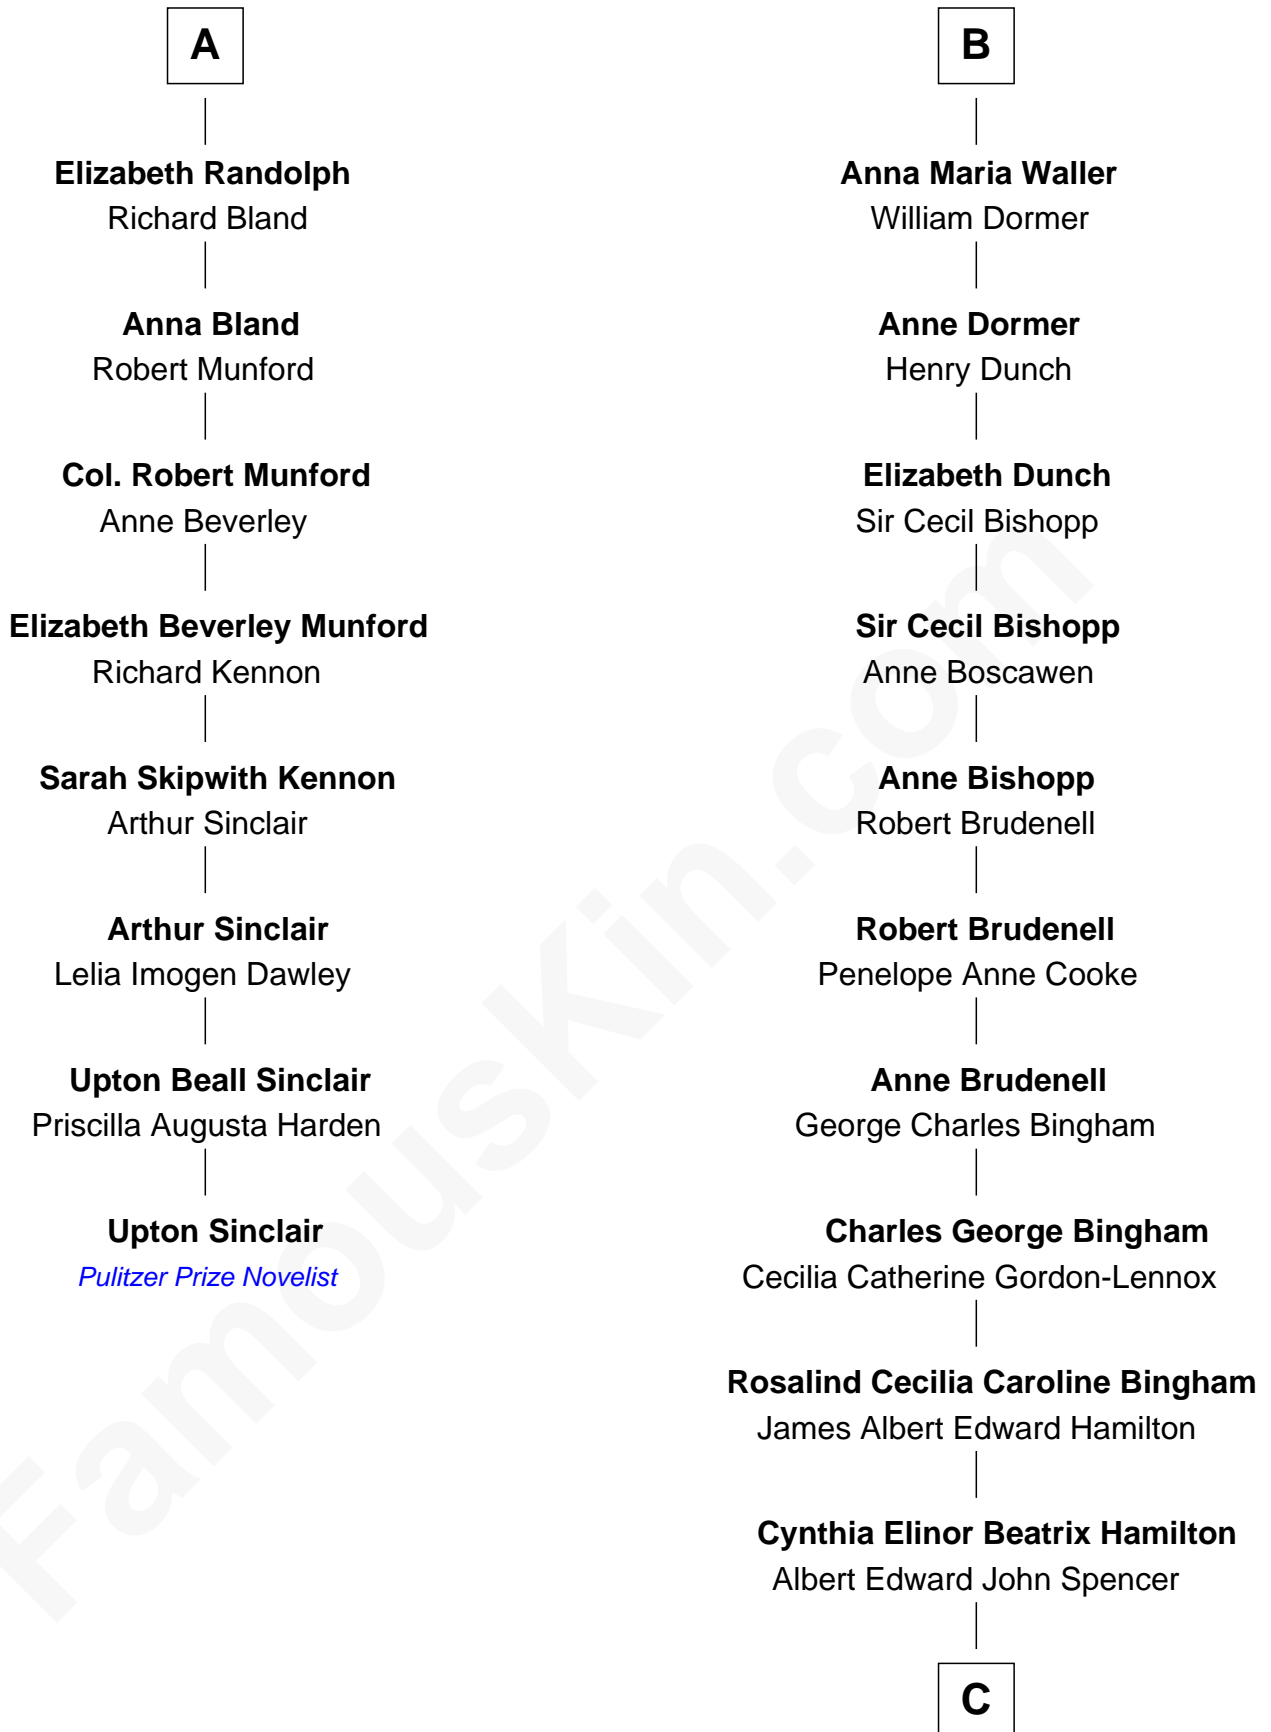 A
Elizabeth Randolph
Richard Bland
Anna Bland
Robert Munford
Col. Robert Munford
Anne Beverley
Elizabeth Beverley Munford
Richard Kennon
Sarah Skipwith Kennon
Arthur Sinclair
Arthur Sinclair
Lelia Imogen Dawley
Upton Beall Sinclair
Priscilla Augusta Harden
Upton Sinclair
Pulitzer Prize Novelist
B
Anna Maria Waller
William Dormer
Anne Dormer
Henry Dunch
Elizabeth Dunch
Sir Cecil Bishopp
Sir Cecil Bishopp
Anne Boscawen
Anne Bishopp
Robert Brudenell
Robert Brudenell
Penelope Anne Cooke
Anne Brudenell
George Charles Bingham
Charles George Bingham
Cecilia Catherine Gordon-Lennox
Rosalind Cecilia Caroline Bingham
James Albert Edward Hamilton
Cynthia Elinor Beatrix Hamilton
Albert Edward John Spencer
C
FamousKin.com